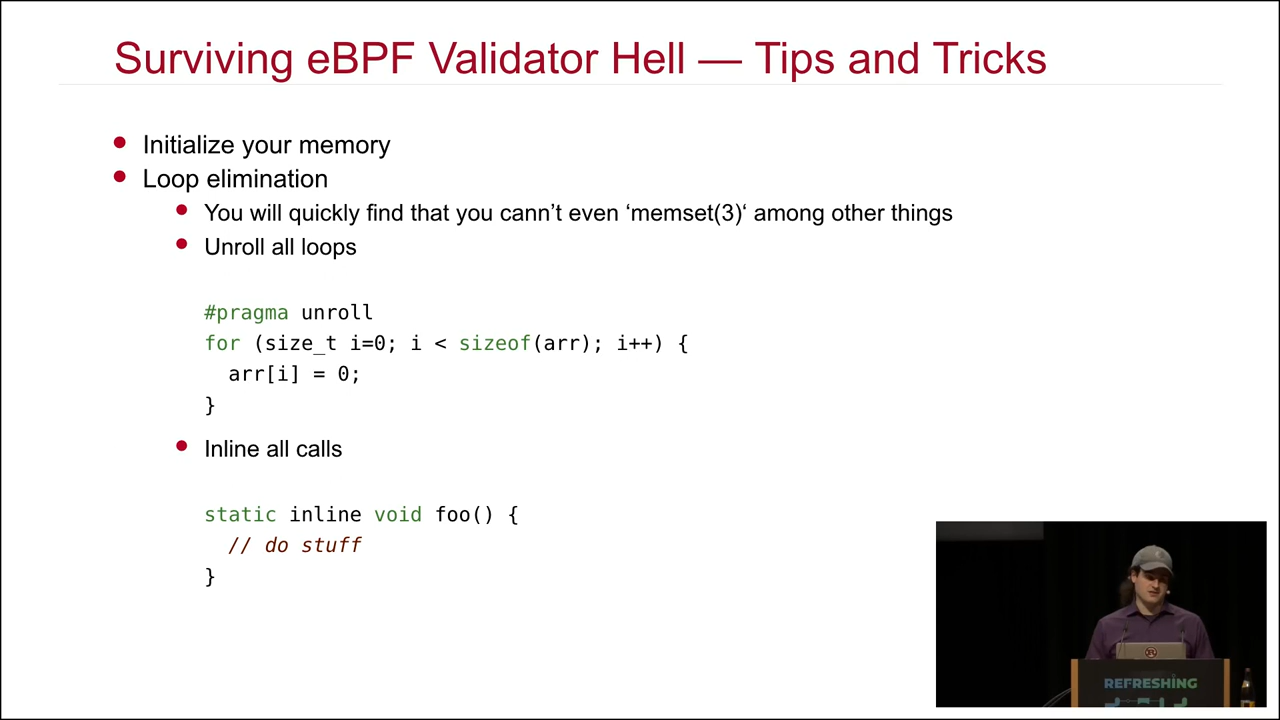 Surviving eBPF Validator Hell — Tips and Tricks
Initialize your memory
Loop elimination
You will quickly find that you cann’t even ‘memset(3)‘ among other things
Unroll all loops
#pragma unroll
for (size_t i=0; i < sizeof(arr); i++) {
arr[i] = 0;
}
Inline all calls
static inline void foo() {
// do stuff
}
REFRESHING